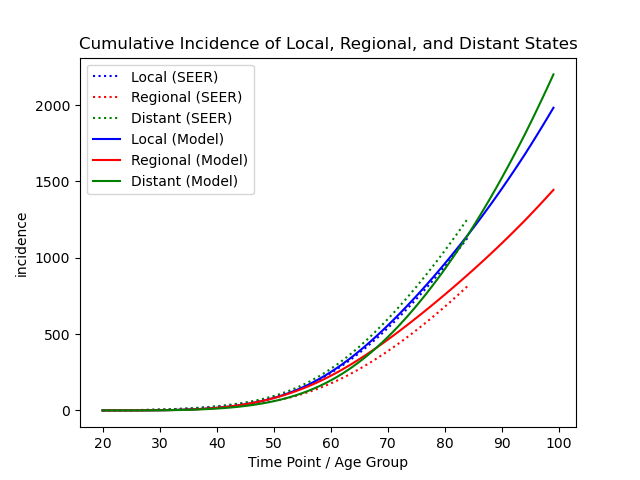 Cumulative Incidence of Local, Regional, and Distant States
Local (SEER)
Regional (SEER)
Distant (SEER)
Local (Model)
Regional (Model)
Distant (Model)
2000
1500
1000
500
0
incidence
20 30 40 50 60 70 80 90 100
Time Point / Age Group